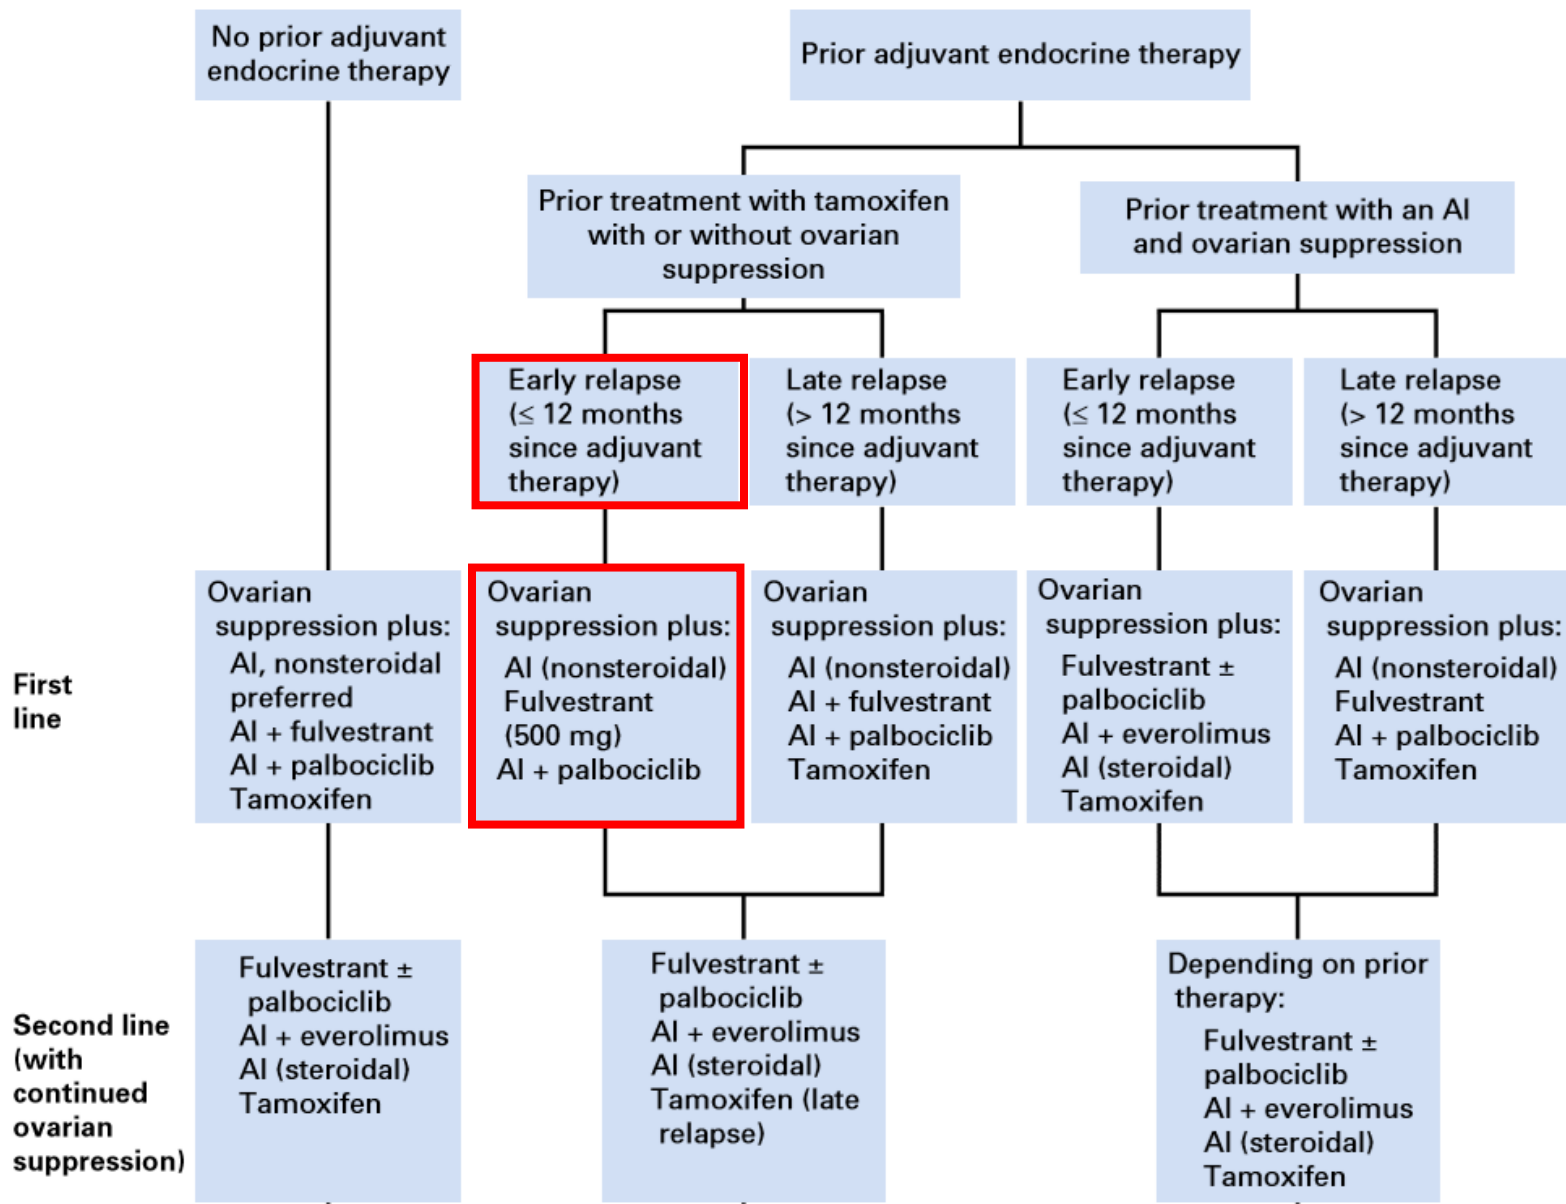 No prior adjuvant
endocrine therapy
Prior adjuvant endocrine therapy
Prior treatment with tamoxifen
with or without ovarian
suppression
Prior treatment with an AI
and ovarian suppression
Early relapse
(≤ 12 months
since adjuvant
therapy)
Late relapse
(> 12 months
since adjuvant
therapy)
Early relapse
(≤ 12 months
since adjuvant
therapy)
Late relapse
(> 12 months
since adjuvant
therapy)
First
line
Ovarian
suppression plus:
AI, nonsteroidal
preferred
AI + fulvestrant
AI + palbociclib
Tamoxifen
Ovarian
suppression plus:
AI (nonsteroidal)
Fulvestrant
(500 mg)
AI + palbociclib
Ovarian
suppression plus:
AI (nonsteroidal)
AI + fulvestrant
AI + palbociclib
Tamoxifen
Ovarian
suppression plus:
Fulvestrant ±
palbociclib
AI + everolimus
AI (steroidal)
Tamoxifen
Ovarian
suppression plus:
AI (nonsteroidal)
Fulvestrant
AI + palbociclib
Tamoxifen
Second line
(with
continued
ovarian
suppression)
Fulvestrant ±
palbociclib
AI + everolimus
AI (steroidal)
Tamoxifen
Fulvestrant ±
palbociclib
AI + everolimus
AI (steroidal)
Tamoxifen (late
relapse)
Depending on prior
therapy:
Fulvestrant ±
palbociclib
AI + everolimus
AI (steroidal)
Tamoxifen